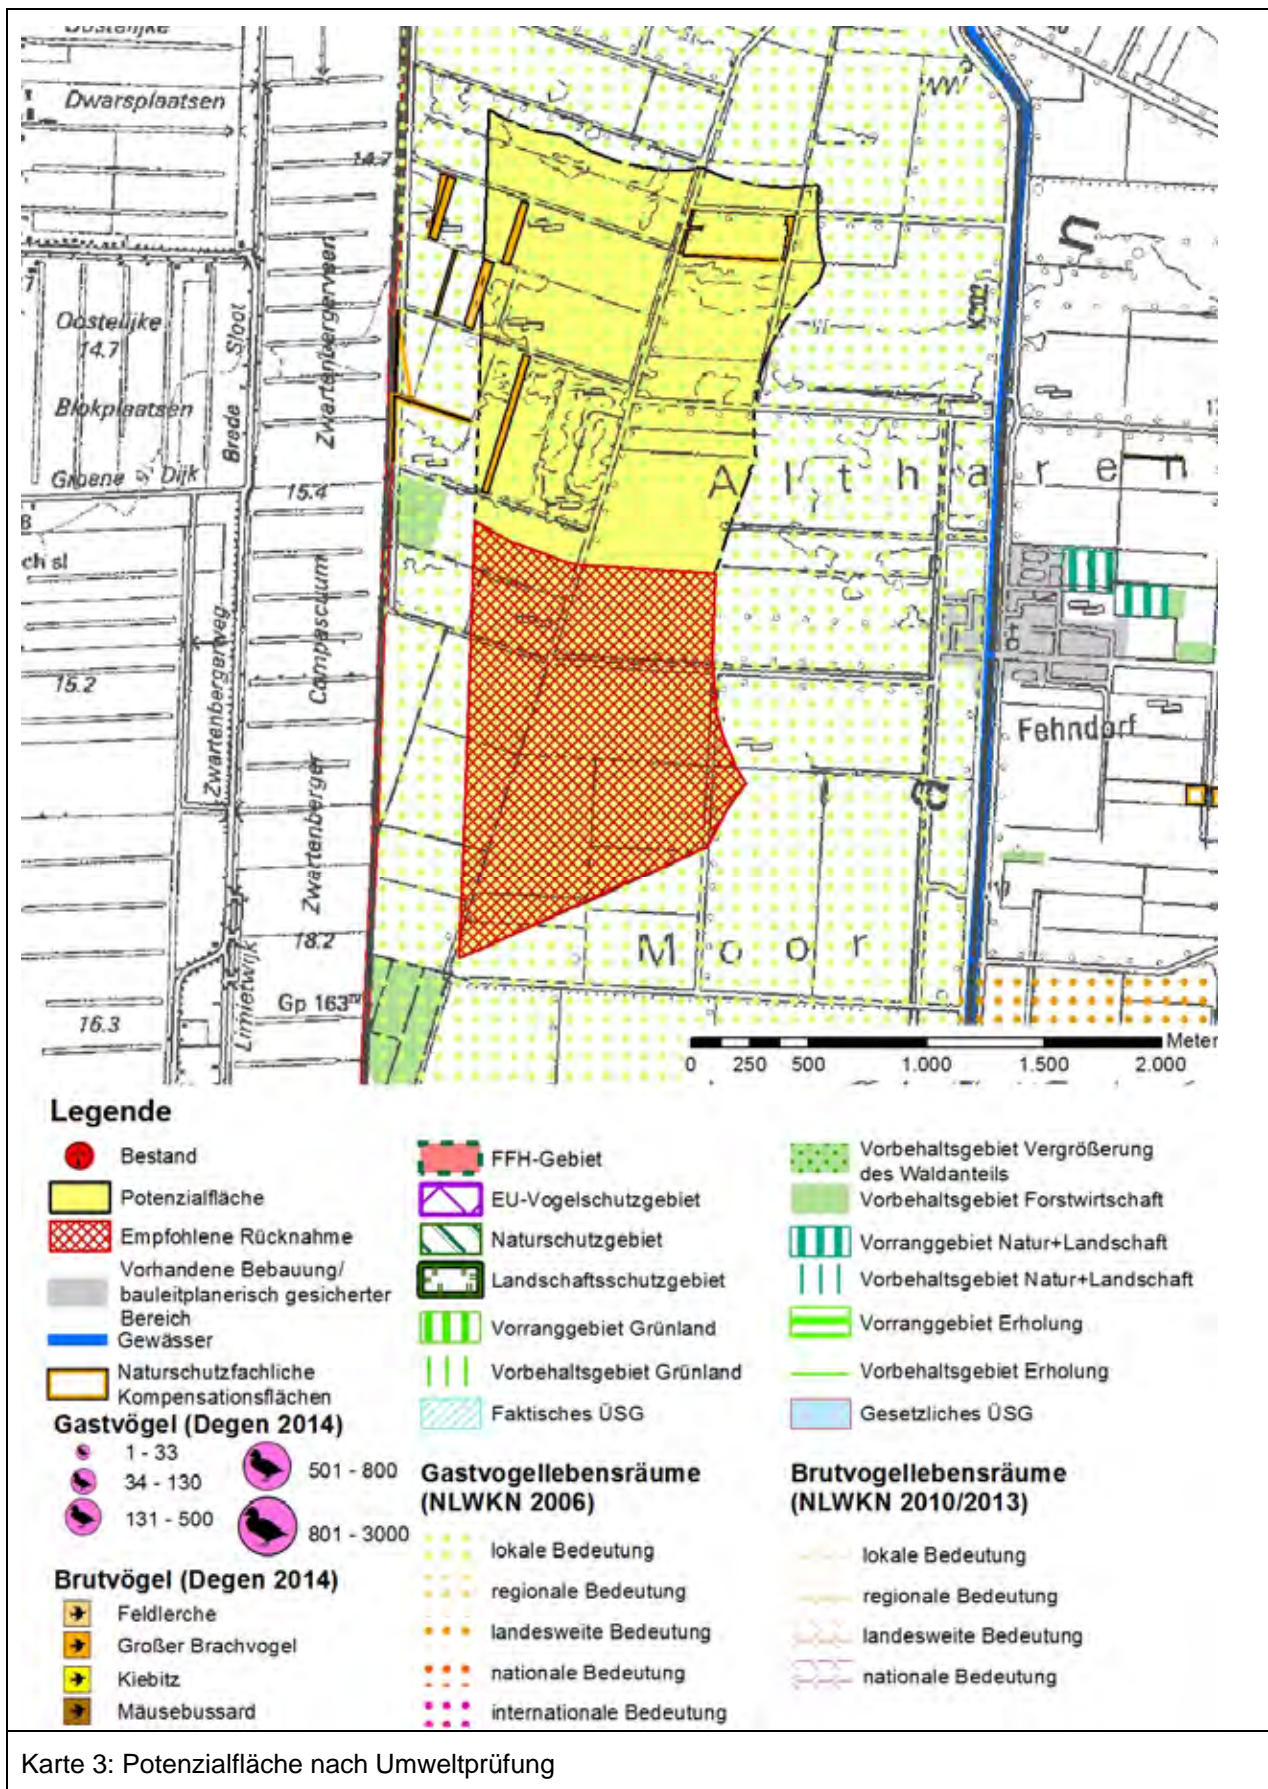 Oostelijke
Dwarsplaatsen
14.7
Zwartenbergerveen
Oostelijke
14.7
Sloot
Blokplaatsen
Brede
Groene Dijk
15.4
Altharen
Compascuum
Zwartenbergerweg
15.2
Fehndorf
Zwartenberger
18.2
Moor
Limietwijk
Gp 163
16.3
Meter
0 250 500 1.000 1.500 2.000
Legende
Bestand
Potenzialfläche
Empfohlene Rücknahme
Vorhandene Bebauung/
bauleitplanerisch gesicherter
Bereich
Gewässer
Naturschutzfachliche
Kompensationsflächen
Gastvögel (Degen 2014)
1 - 33
34 - 130
131 - 500
501 - 800
801 - 3000
Brutvögel (Degen 2014)
Feldlerche
Großer Brachvogel
Kiebitz
Mäusebussard
FFH-Gebiet
EU-Vogelschutzgebiet
Naturschutzgebiet
Landschaftsschutzgebiet
Vorranggebiet Grünland
Vorbehaltsgebiet Grünland
Faktisches ÜSG
Gastvogellebensräume
(NLWKN 2006)
lokale Bedeutung
regionale Bedeutung
landesweite Bedeutung
nationale Bedeutung
internationale Bedeutung
Vorbehaltsgebiet Vergrößerung
des Waldanteils
Vorbehaltsgebiet Forstwirtschaft
Vorranggebiet Natur+Landschaft
Vorbehaltsgebiet Natur+Landschaft
Vorranggebiet Erholung
Vorbehaltsgebiet Erholung
Gesetzliches ÜSG
Brutvogellebensräume
(NLWKN 2010/2013)
lokale Bedeutung
regionale Bedeutung
landesweite Bedeutung
nationale Bedeutung
Karte 3: Potenzialfläche nach Umweltprüfung